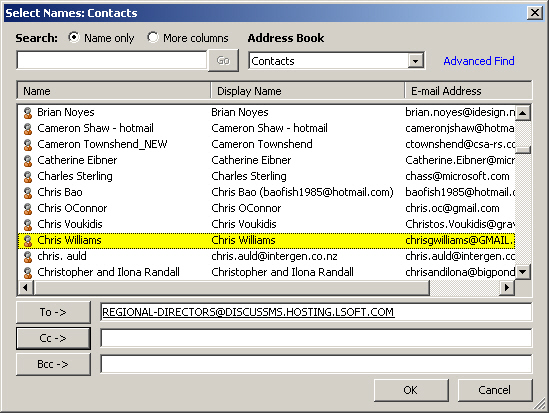 Select Names: Contacts
Search: Name only More columns Address Book
Go Contacts Advanced Find
Name Display Name E-mail Address
Brian Noyes Brian Noyes brian.noyes@idesign.n
Cameron Shaw - hotmail Cameron Shaw - hotmail cameronjshaw@hotma
Cameron Townshend_NEW Cameron Townshend ctownshend@csa-rs.c
Catherine Eibner Catherine Eibner Catherine.Eibner@micr
Charles Sterling Charles Sterling chass@microsoft.com
Chris Bao Chris Bao (baofish1985@hotmail.com) baofish1985@hotmail.c
Chris OConnor Chris OConnor chris.oc@gmail.com
Chris Voukidis Chris Voukidis Christos.Voukidis@grav
Chris Williams Chris Williams chrisgwilliams@GMAIL.
chris. auld chris.auld@intergen.co.nz chris.auld@intergen.co
Christopher and Ilona Randall Christopher and Ilona Randall chrisandilona@bigpond
To -> REGIONAL-DIRECTORS@DISCUSSMS.HOSTING.LSOFT.COM
Cc ->
Bcc ->
OK Cancel